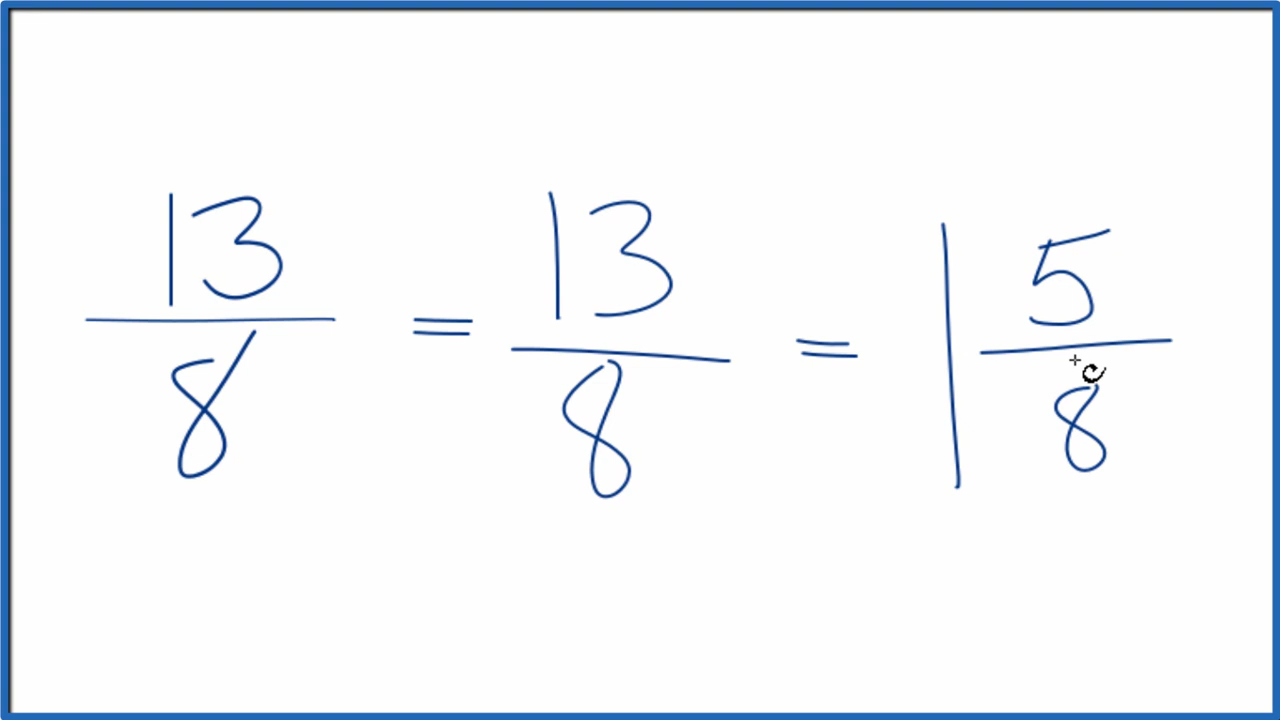 13/8 = 13/8 = 1 5/8